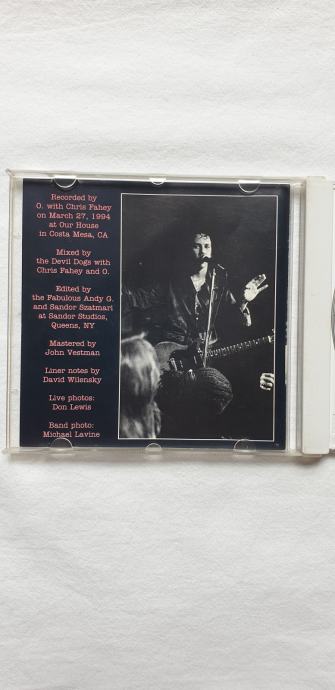 Recorded by
O. with Chris Fahey
on March 27, 1994
at Our House
in Costa Mesa, CA
Mixed by
the Devil Dogs with
Chris Fahey and O.
Edited by
the Fabulous Andy G.
and Sandor Szatmari
at Sandor Studios,
Queens, NY
Mastered by
John Vestman
Liner notes by
David Wilensky
Live photos:
Don Lewis
Band photo:
Michael Lavine